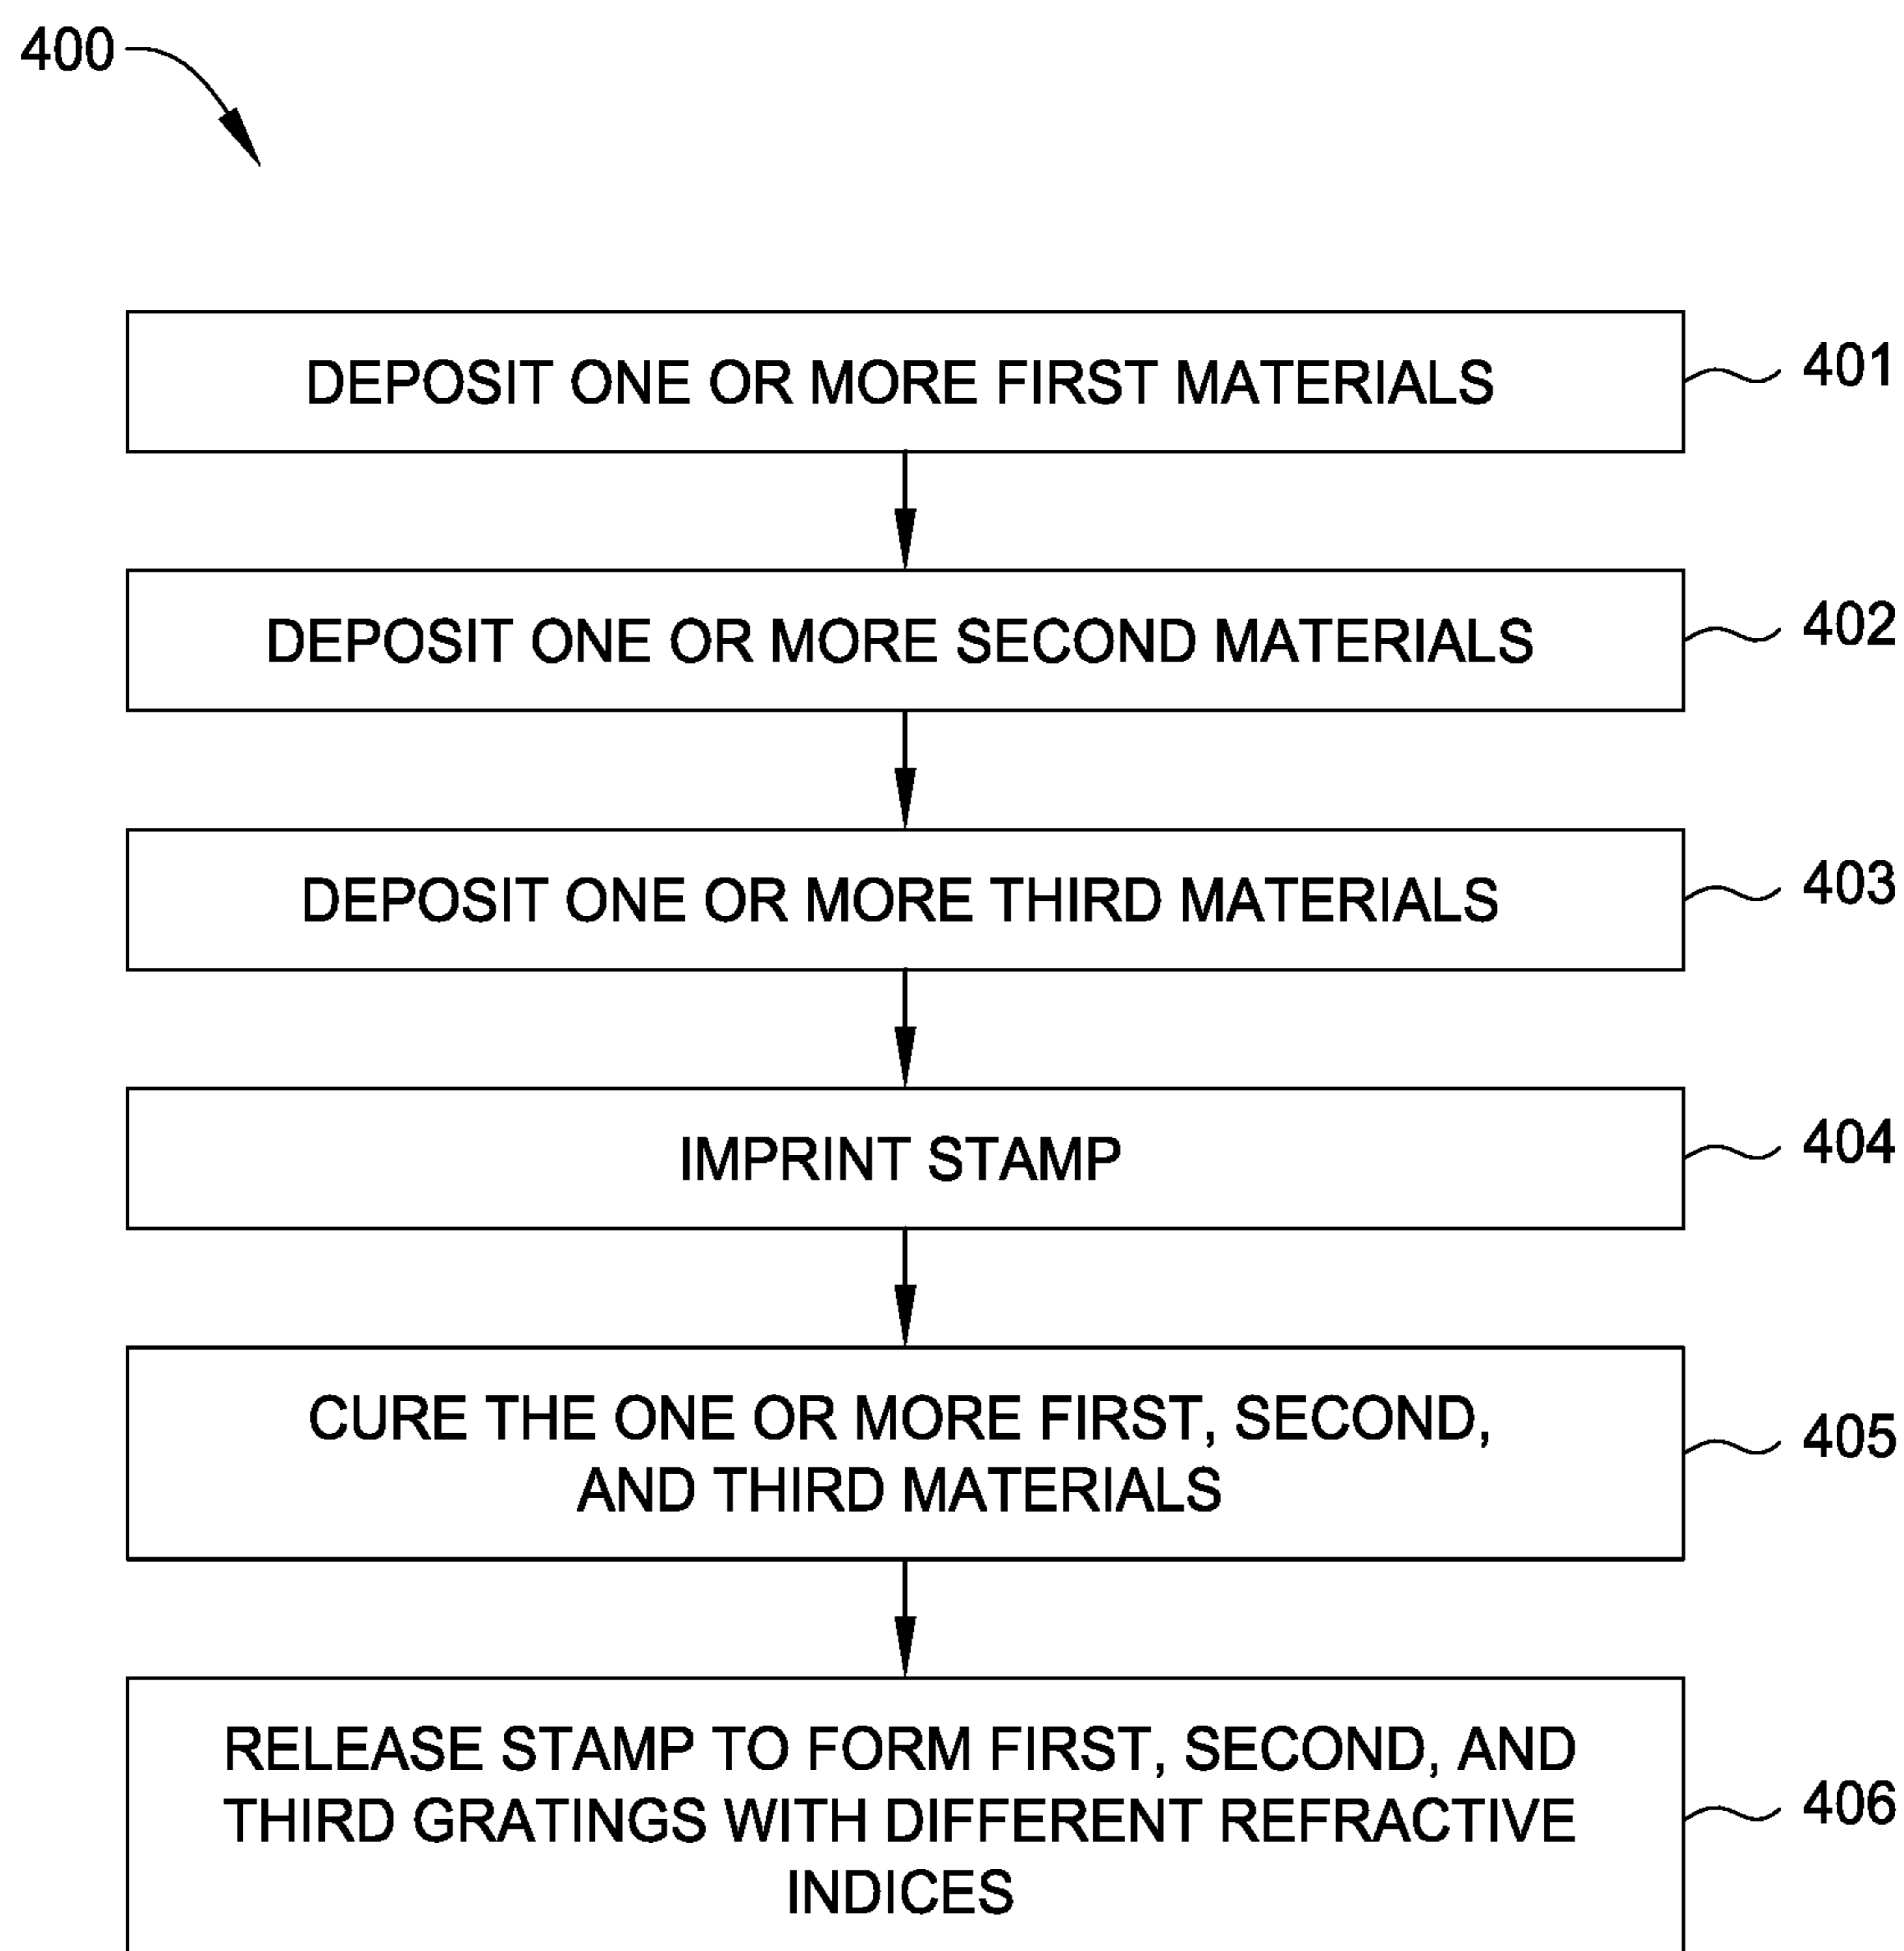 400
DEPOSIT ONE OR MORE FIRST MATERIALS
401
DEPOSIT ONE OR MORE SECOND MATERIALS
402
DEPOSIT ONE OR MORE THIRD MATERIALS
403
IMPRINT STAMP
404
CURE THE ONE OR MORE FIRST, SECOND,
AND THIRD MATERIALS
405
RELEASE STAMP TO FORM FIRST, SECOND, AND
THIRD GRATINGS WITH DIFFERENT REFRACTIVE
INDICES
406